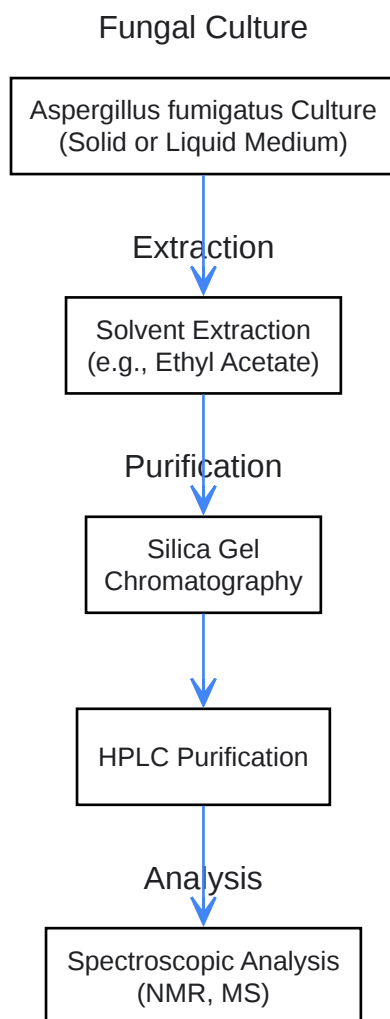 Fungal Culture
Aspergillus fumigatus Culture
(Solid or Liquid Medium)
Extraction
Solvent Extraction
(e.g., Ethyl Acetate)
Purification
Silica Gel
Chromatography
HPLC Purification
Analysis
Spectroscopic Analysis
(NMR, MS)